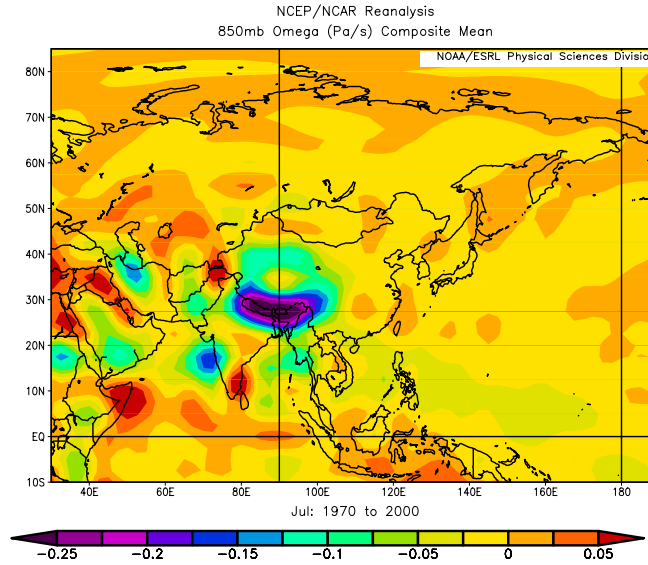 NCEP/NCAR Reanalysis
850mb Omega (Pa/s) Composite Mean
NOAA/ESRL Physical Sciences Divisio
80N
70N
60N
50N
40N
30N
20N
10N
EQ
10S
40E 60E 80E 100E 120E 140E 160E 180
Jul: 1970 to 2000
-0.25 -0.2 -0.15 -0.1 -0.05 0 0.05